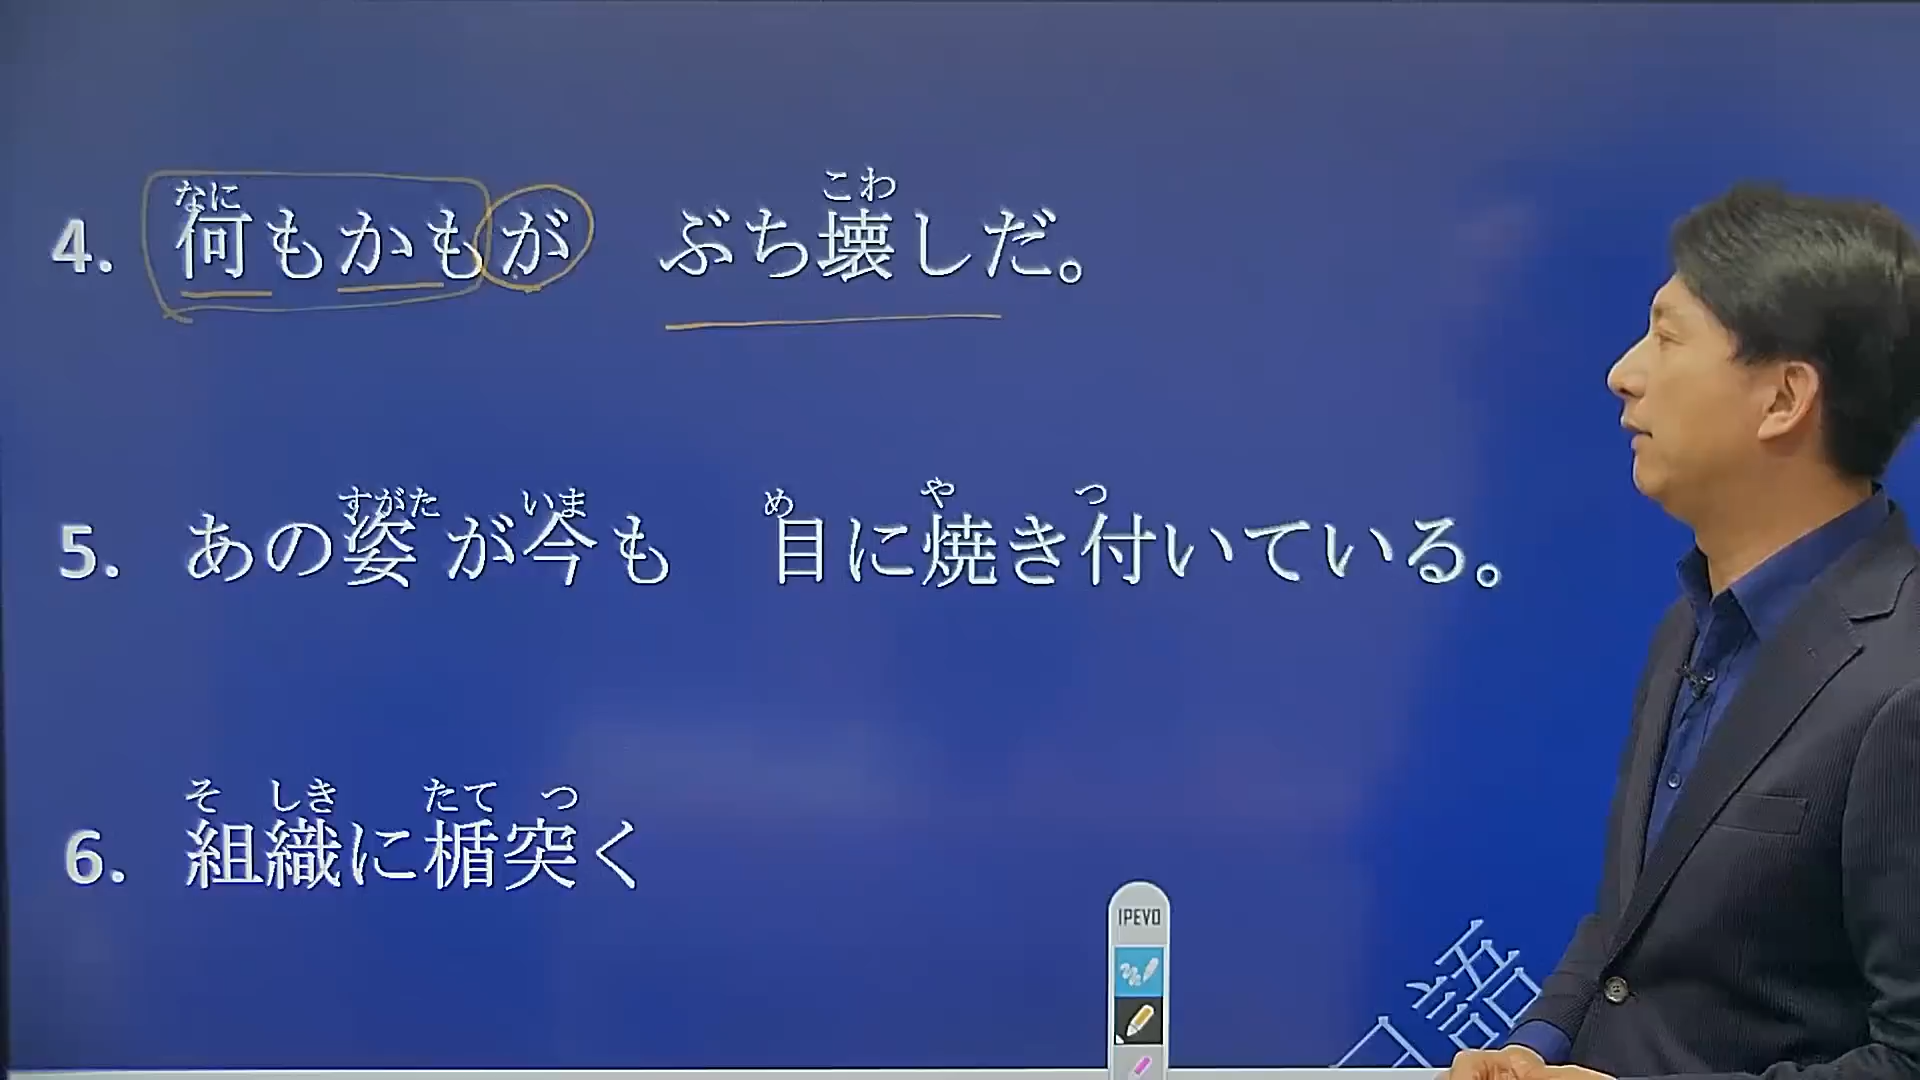 なに こわ
4. 何もかもが ぶち壊しだ。
すがた いま め や つ
5. あの姿が今も 目に焼き付いている。
そ しき たて つ
6. 組織に楯突く
IPEVO
語